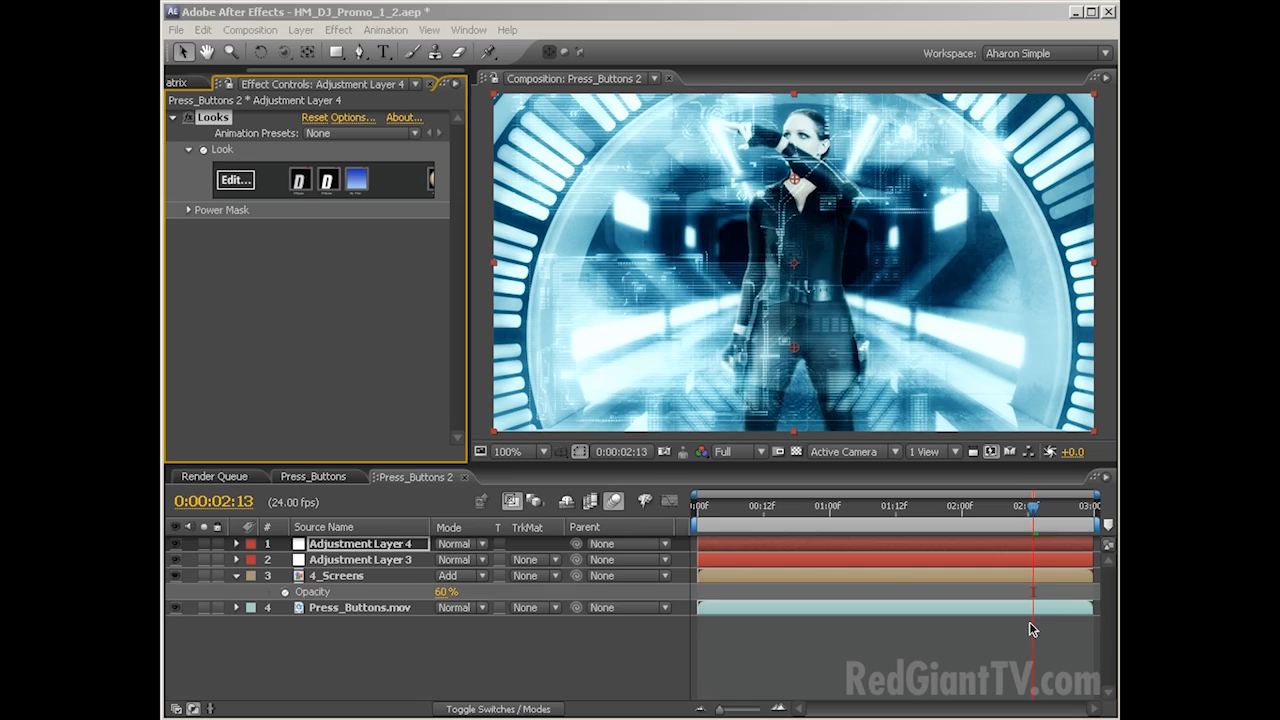 Adobe After Effects - HM_DJ_Promo_1_2.aep *
File Edit Composition Layer Effect Animation View Window Help
Workspace: Aharon Simple
atrix Effect Controls: Adjustment Layer 4
Composition: Press_Buttons 2
Press_Buttons 2 * Adjustment Layer 4
Looks Reset Options... About...
Animation Presets: None
Look
Edit...
Power Mask
100% 0:00:02:13 Full Active Camera 1 View +0.0
Render Queue Press_Buttons Press_Buttons 2
0:00:02:13 (24.00 fps)
00:12F 01:00F 01:12F 02:00F 03:00
# Source Name Mode T TrkMat Parent
1 Adjustment Layer 4 Normal None
2 Adjustment Layer 3 Normal None None
3 4_Screens Add None None
Opacity 60 %
4 Press_Buttons.mov Normal None None
RedGiantTV.com
Toggle Switches / Modes